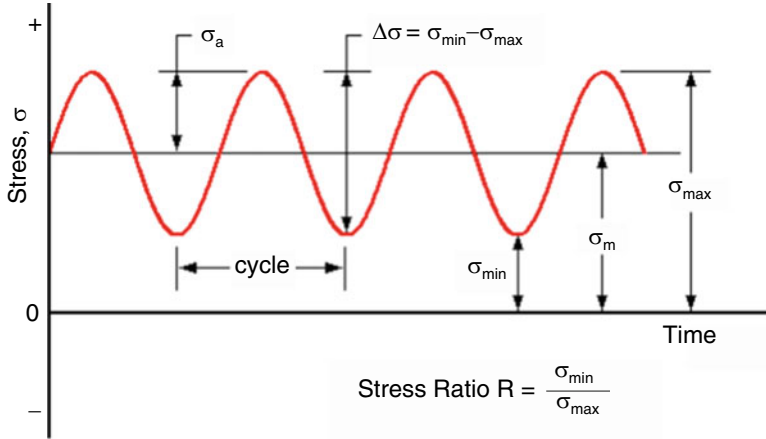 +
σa
Δσ = σmin–σmax
Stress, σ
σmax
σm
cycle
σmin
0
Time
Stress Ratio R = σmin
σmax
–